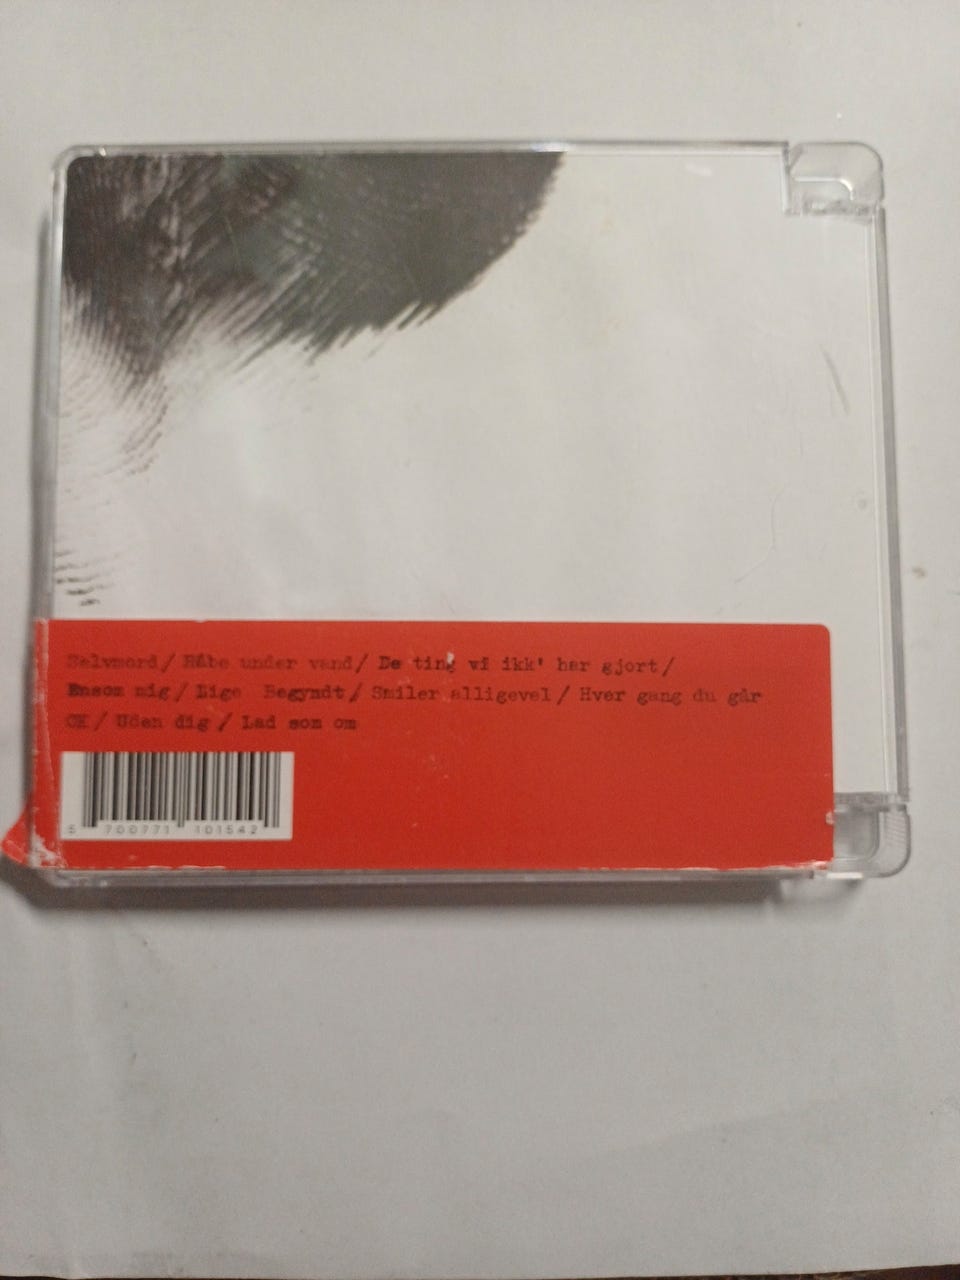 Selvmord / Råbe under vand / De ting vi ikk' har gjort /
Ensom mig / Lige Begyndt / Smiler alligevel / Hver gang du går
OK / Uden dig / Lad som om
5 700771 101542